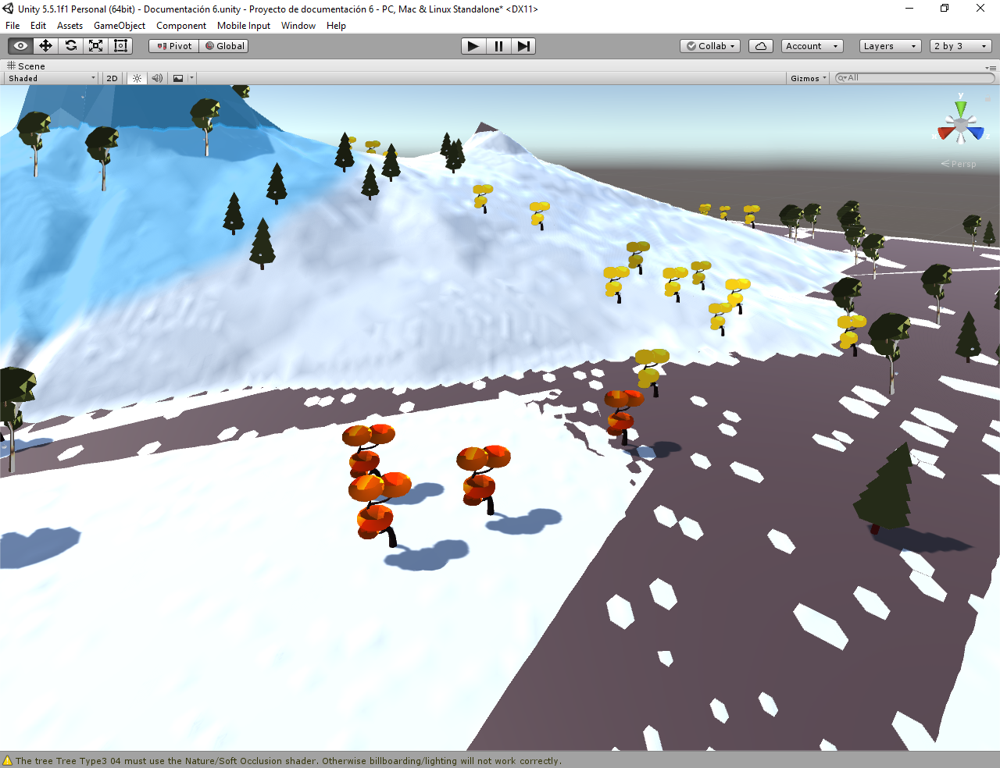 Unity 5.5.1f1 Personal (64bit) - Documentación 6.unity - Proyecto de documentación 6 - PC, Mac & Linux Standalone* <DX11>
File Edit Assets GameObject Component Mobile Input Window Help
Pivot Global Collab Account Layers 2 by 3
Scene
Shaded 2D Gizmos All
y
x z
Persp
The tree Tree Type3 04 must use the Nature/Soft Occlusion shader. Otherwise billboarding/lighting will not work correctly.